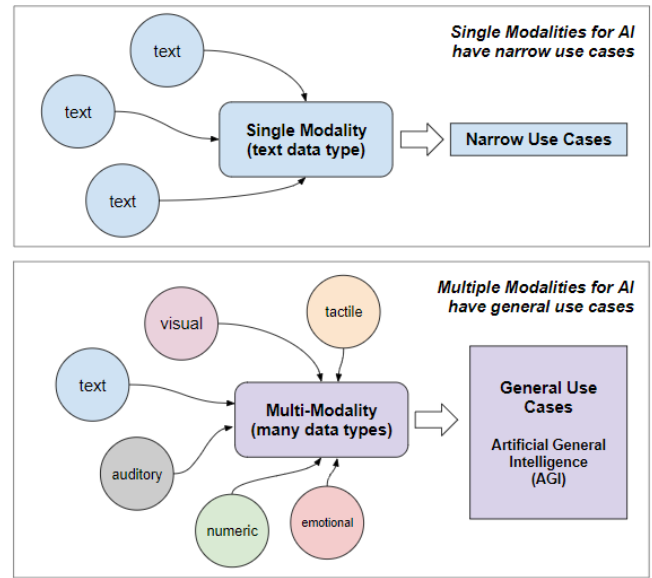 Single Modalities for AI
have narrow use cases
text
text
text
Single Modality
(text data type)
Narrow Use Cases
Multiple Modalities for AI
have general use cases
visual
tactile
text
auditory
numeric
emotional
Multi-Modality
(many data types)
General Use
Cases
Artificial General
Intelligence
(AGI)